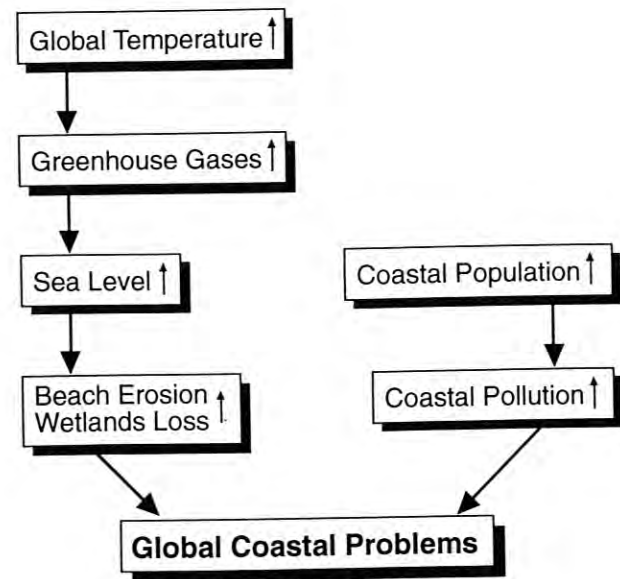 Global Temperature ↑
Greenhouse Gases ↑
Sea Level ↑
Beach Erosion
Wetlands Loss ↑
Coastal Population ↑
Coastal Pollution ↑
Global Coastal Problems